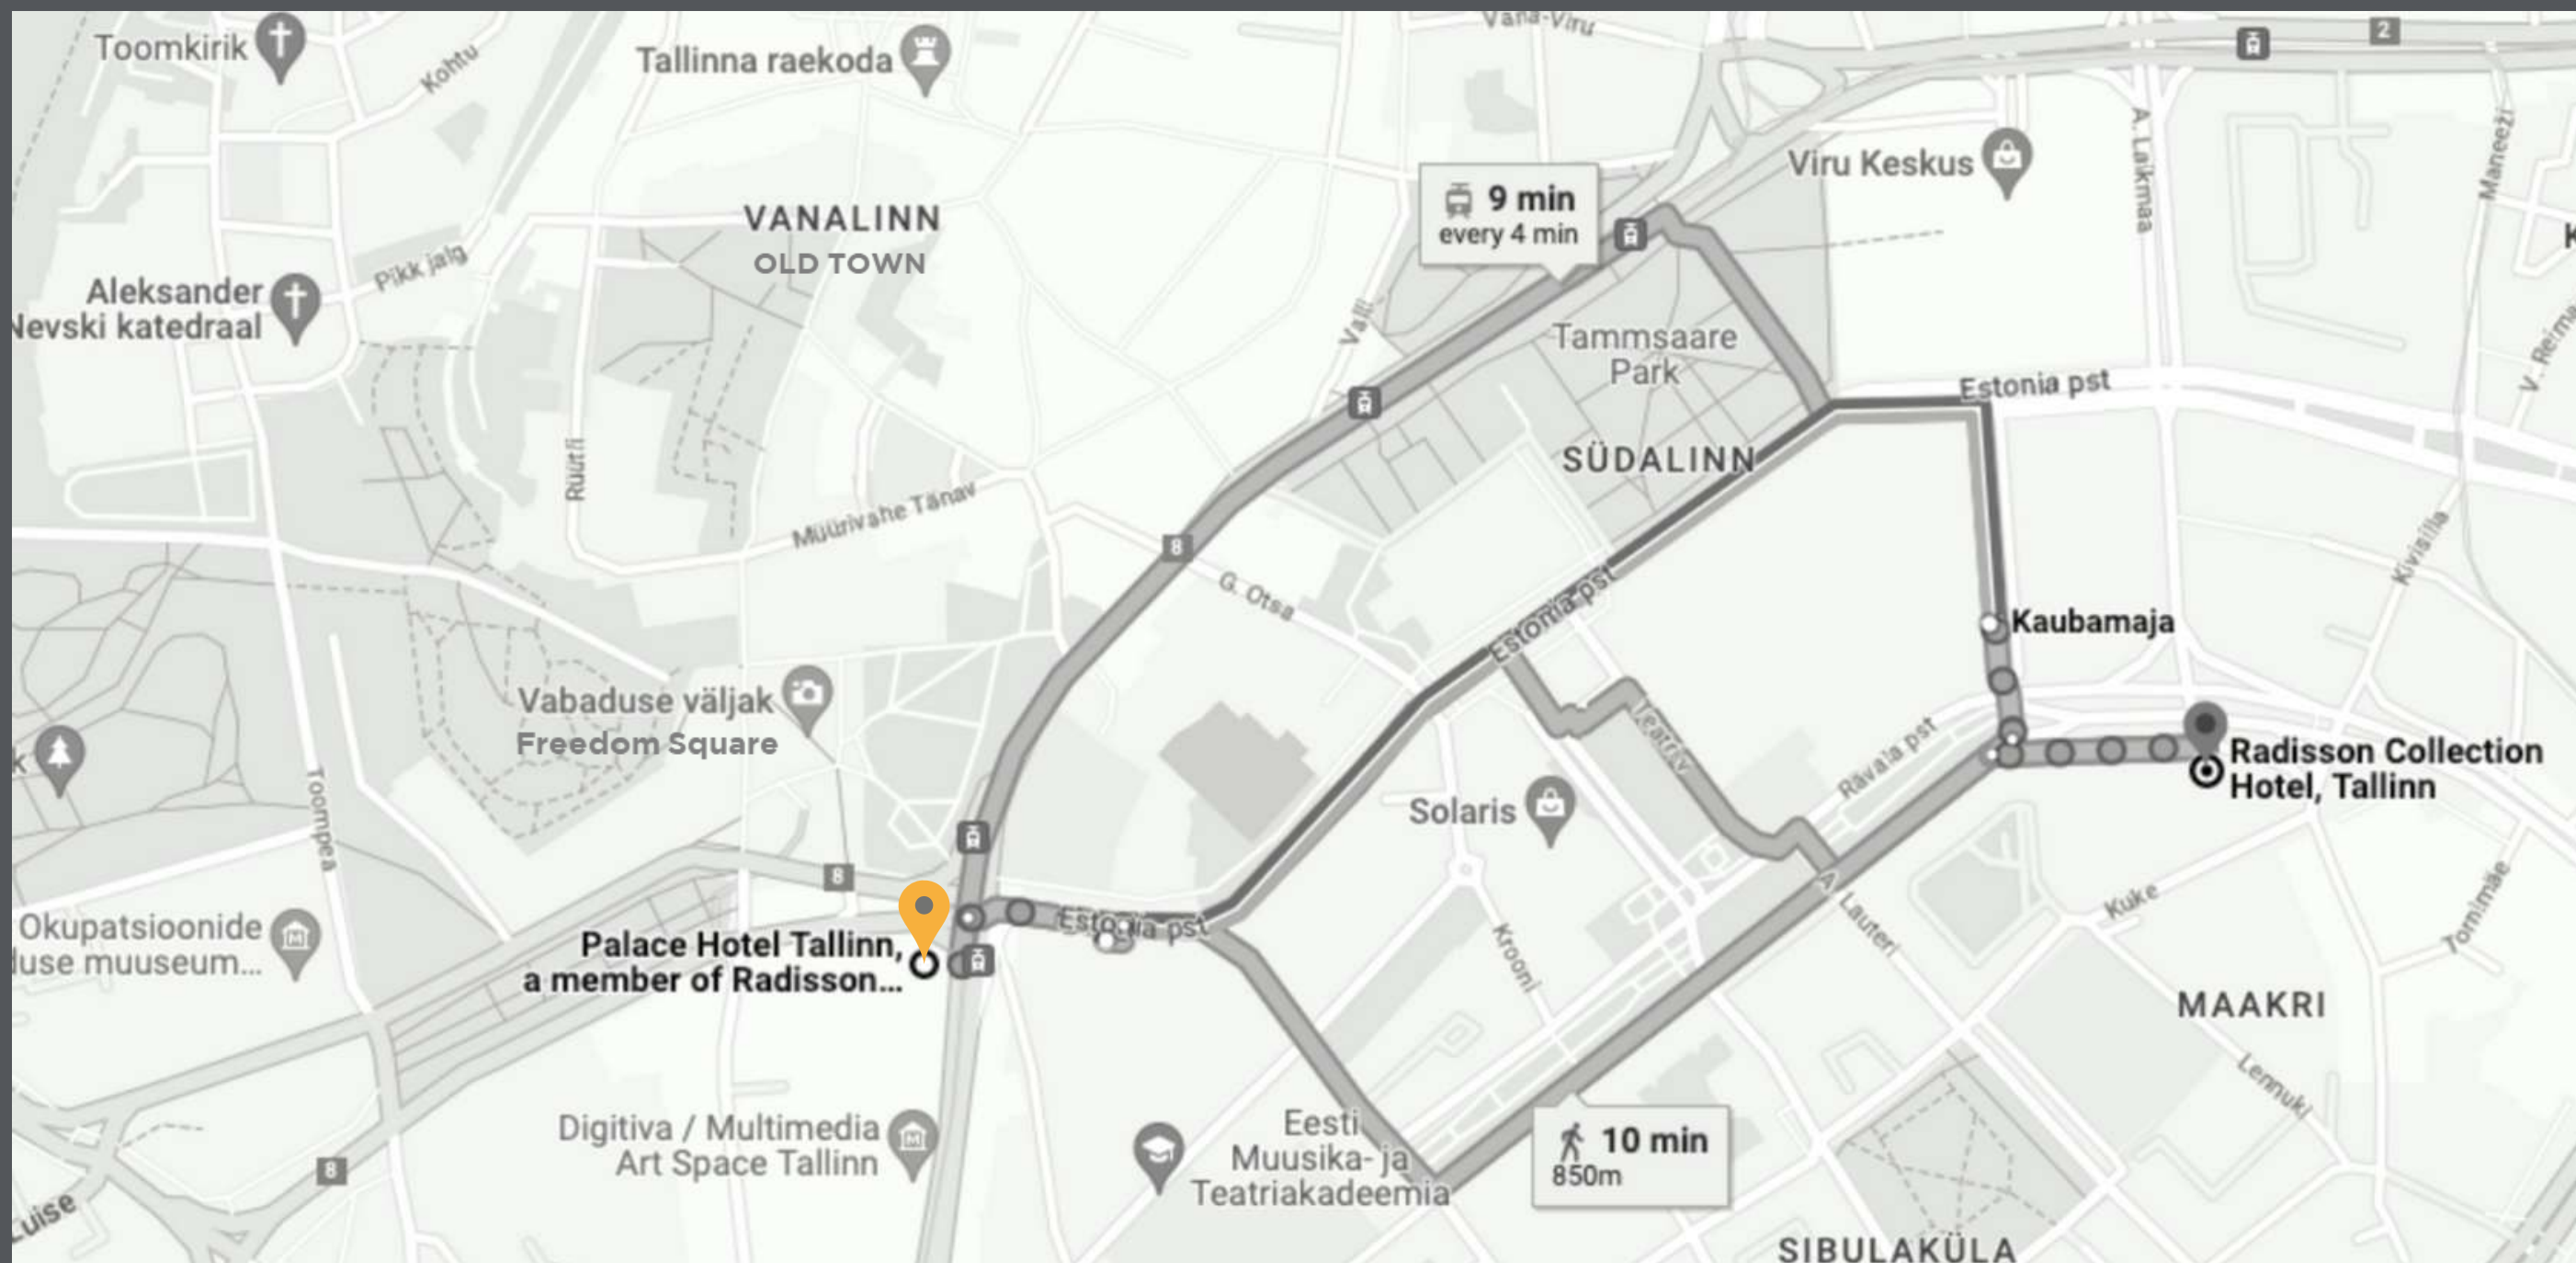 Vana-Viru
2
Toomkirik
Kohtu
Tallinna raekoda
A. Laikmaa
Maneeži
Viru Keskus
9 min
every 4 min
VANALINN
OLD TOWN
Pikk jalg
Aleksander
Nevski katedraal
Valli
Tammsaare
Park
Estonia pst
Rüütli
SÜDALINN
Müürivahe Tänav
8
G. Otsa
Estonia pst
Kivisilla
Kaubamaja
Vabaduse väljak
Freedom Square
Teatri v
Rävala pst
Radisson Collection
Hotel, Tallinn
Toompea
Solaris
8
A. Lauteri
Kuke
Tornimäe
Okupatsioonide
Estonia pst
Palace Hotel Tallinn,
a member of Radisson...
muuseum...
Krooni
MAAKRI
Lennuki
Digitiva / Multimedia
Art Space Tallinn
Eesti
Muusika- ja
Teatriakadeemia
10 min
850m
8
Luise
SIBULAKÜLA